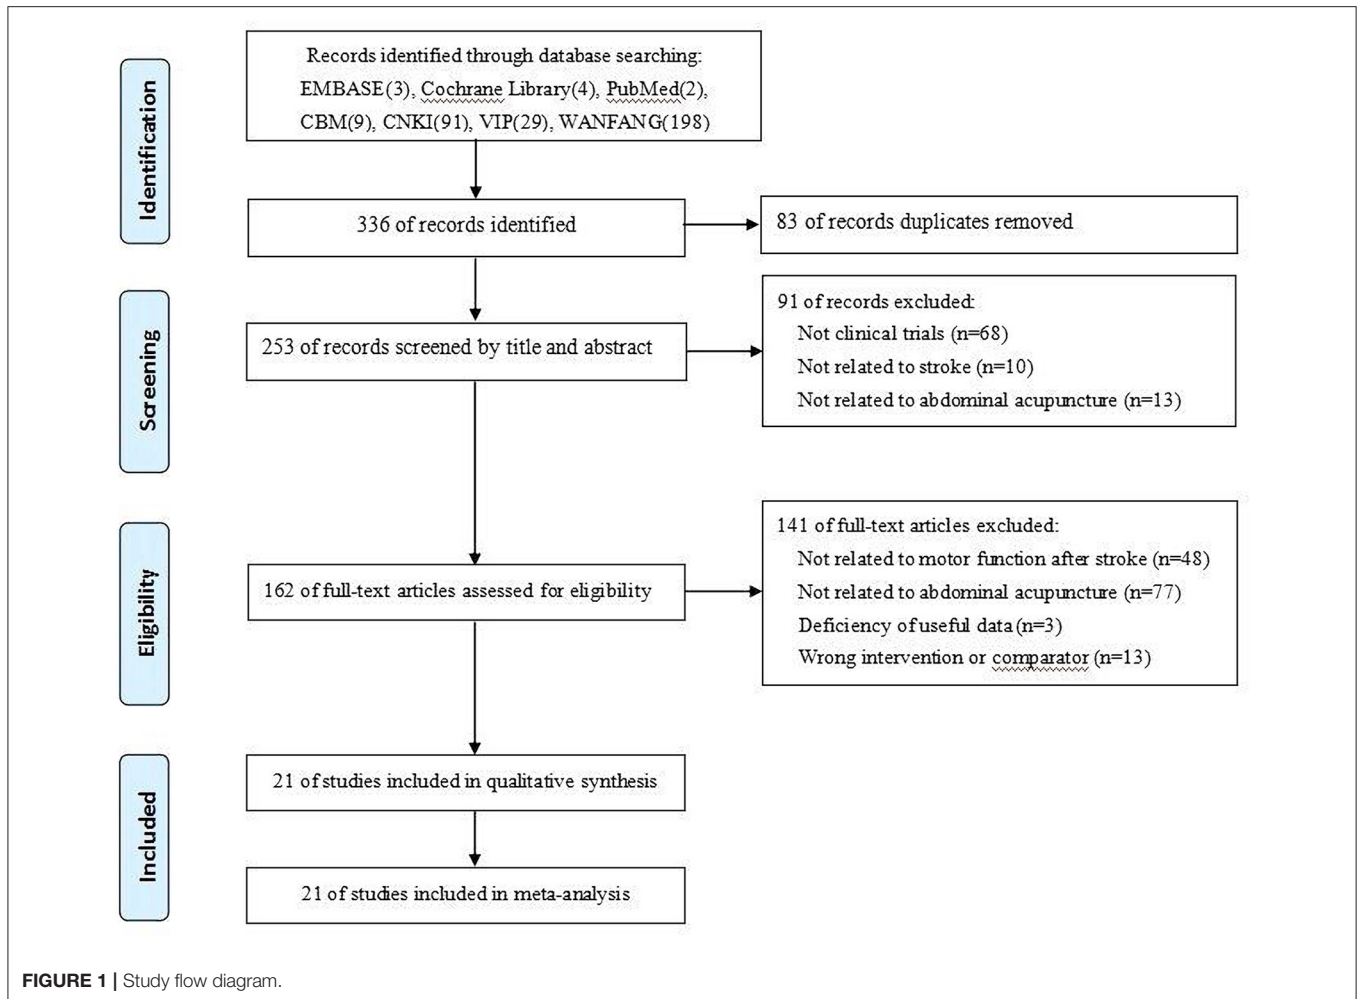 Identification
Records identified through database searching:
EMBASE(3), Cochrane Library(4), PubMed(2),
CBM(9), CNKI(91), VIP(29), WANFANG(198)
336 of records identified
83 of records duplicates removed
Screening
253 of records screened by title and abstract
91 of records excluded:
Not clinical trials (n=68)
Not related to stroke (n=10)
Not related to abdominal acupuncture (n=13)
Eligibility
162 of full-text articles assessed for eligibility
141 of full-text articles excluded:
Not related to motor function after stroke (n=48)
Not related to abdominal acupuncture (n=77)
Deficiency of useful data (n=3)
Wrong intervention or comparator (n=13)
Included
21 of studies included in qualitative synthesis
21 of studies included in meta-analysis
FIGURE 1 | Study flow diagram.